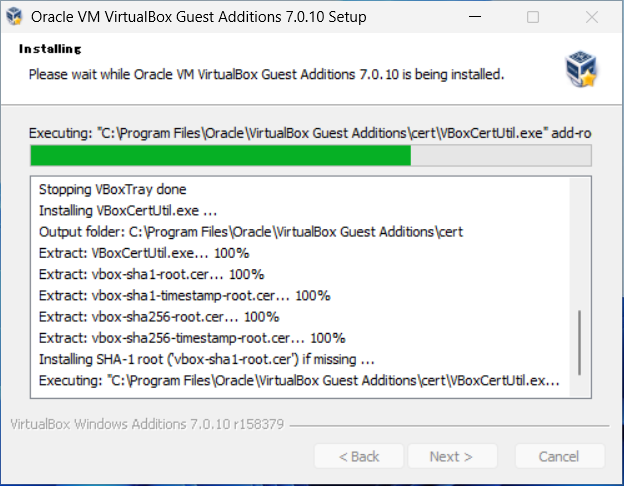 Oracle VM VirtualBox Guest Additions 7.0.10 Setup
Installing
Please wait while Oracle VM VirtualBox Guest Additions 7.0.10 is being installed.
Executing: "C:\Program Files\Oracle\VirtualBox Guest Additions\cert\VBoxCertUtil.exe" add-ro
Stopping VBoxTray done
Installing VBoxCertUtil.exe ...
Output folder: C:\Program Files\Oracle\VirtualBox Guest Additions\cert
Extract: VBoxCertUtil.exe... 100%
Extract: vbox-sha1-root.cer... 100%
Extract: vbox-sha1-timestamp-root.cer... 100%
Extract: vbox-sha256-root.cer... 100%
Extract: vbox-sha256-timestamp-root.cer... 100%
Installing SHA-1 root ('vbox-sha1-root.cer') if missing ...
Executing: "C:\Program Files\Oracle\VirtualBox Guest Additions\cert\VBoxCertUtil.ex...
VirtualBox Windows Additions 7.0.10 r158379
< Back Next > Cancel